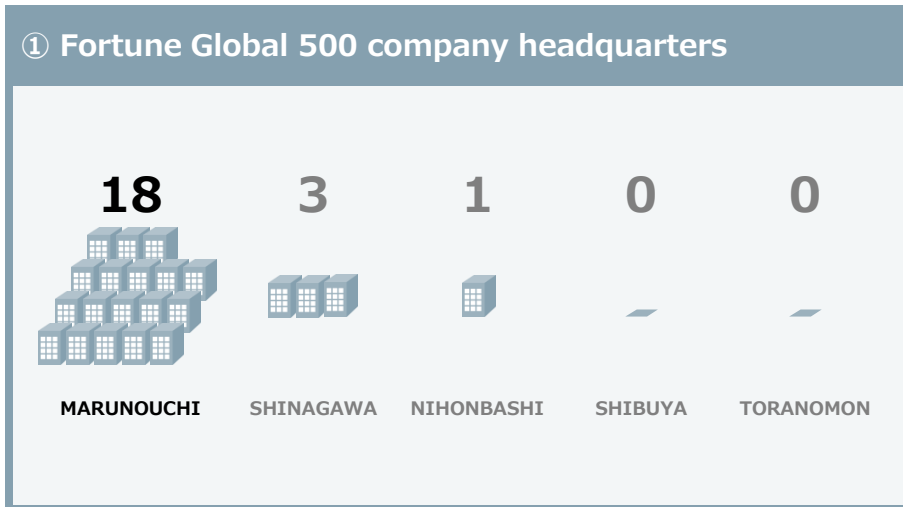 ① Fortune Global 500 company headquarters
18 3 1 0 0
MARUNOUCHI SHINAGAWA NIHONBASHI SHIBUYA TORANOMON